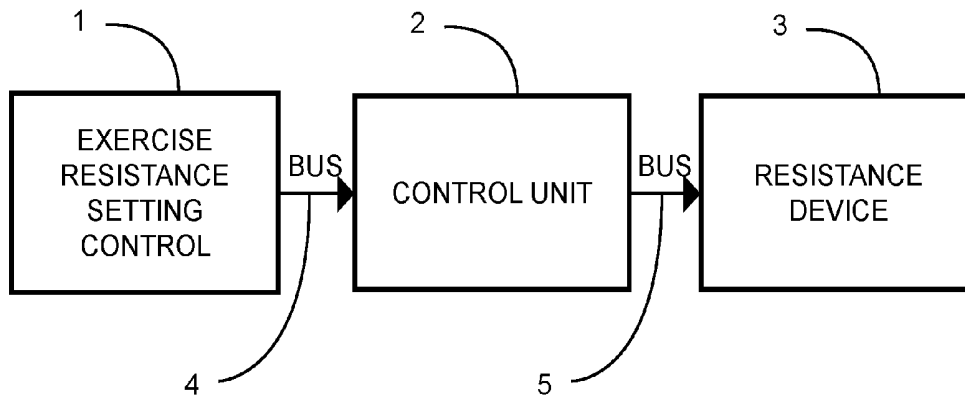 1
2
3
EXERCISE
RESISTANCE
SETTING
CONTROL
BUS
CONTROL UNIT
BUS
RESISTANCE
DEVICE
4
5